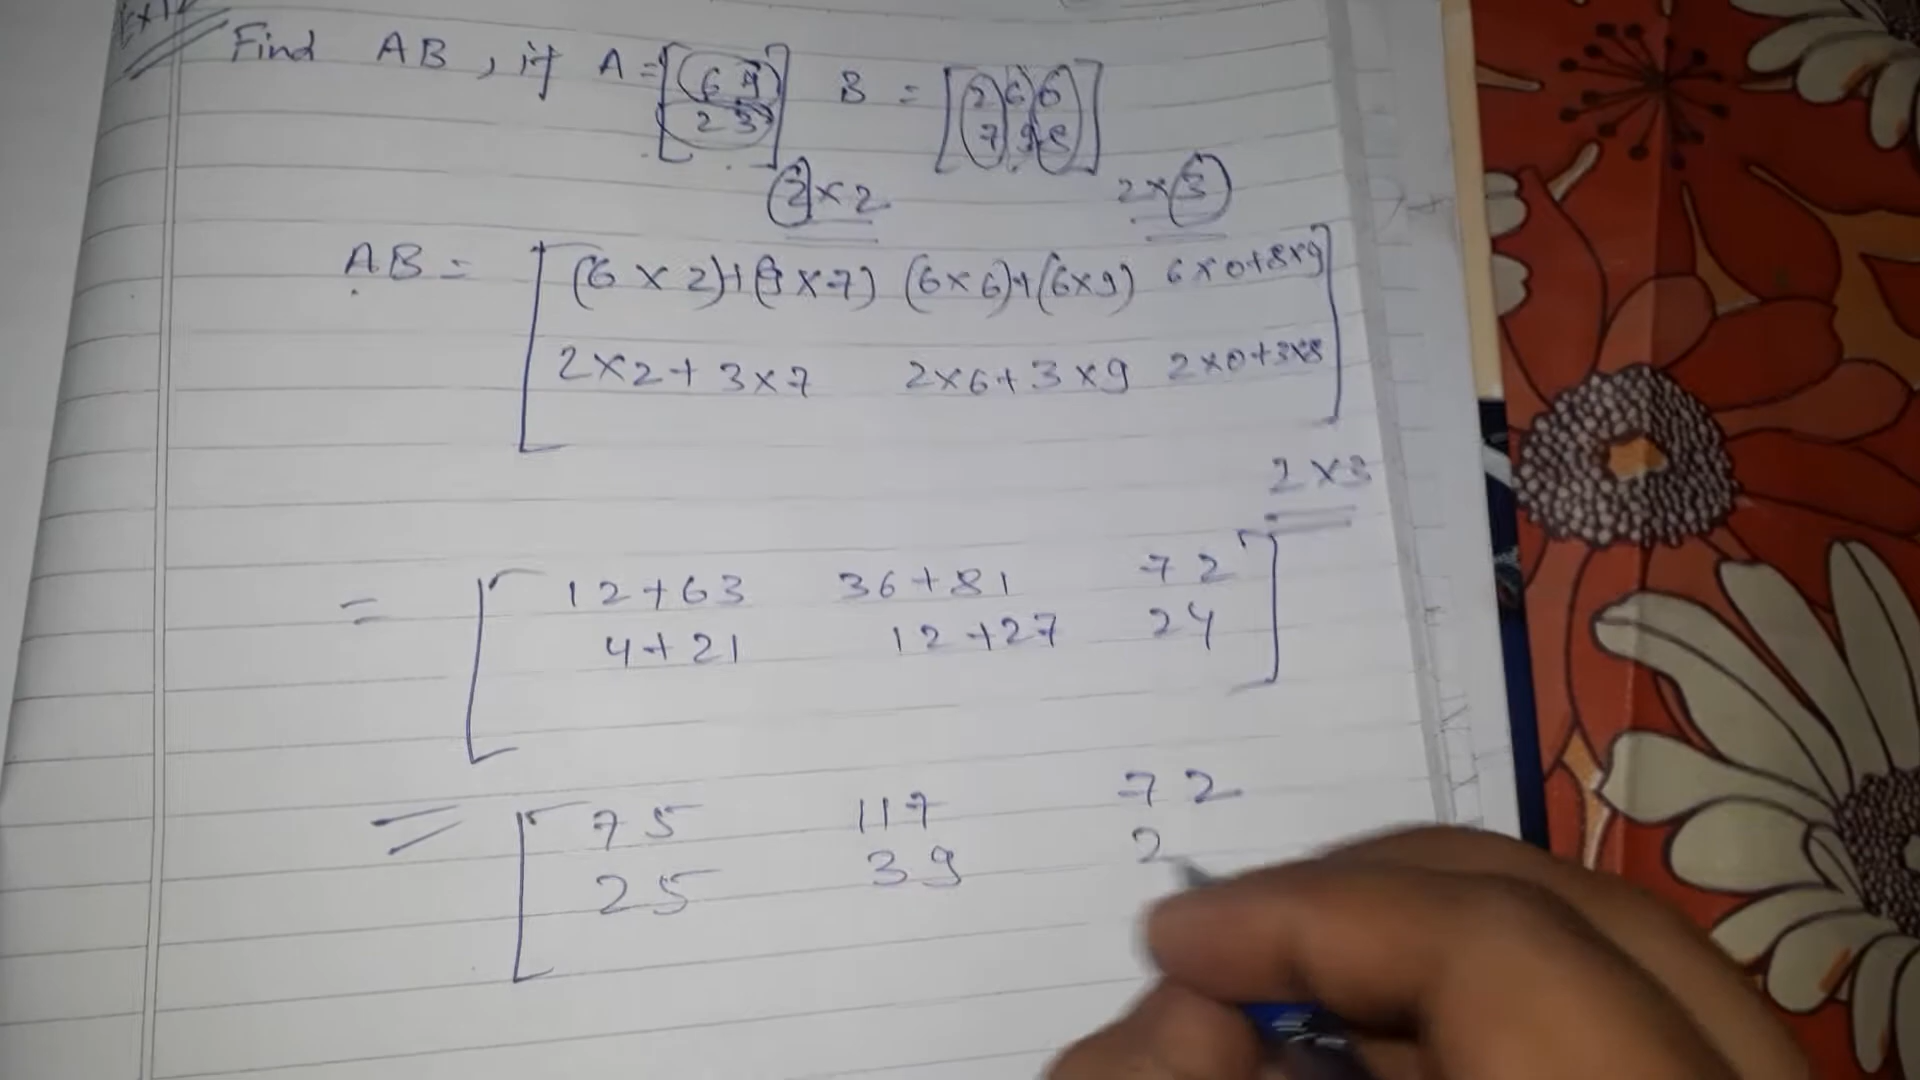 Find AB, if A = [6 9 B = [2 6 6
2 3] 7 9 8]
2×2 2×3
AB = [(6 × 2)+(9×7) (6×6)+(6×9) 6×0+8×9
2×2+3×7 2×6+3×9 2×0+3×8]
2×3
= [12+63 36+81 72
4+21 12+27 24]
= [75 117 72
25 39 2